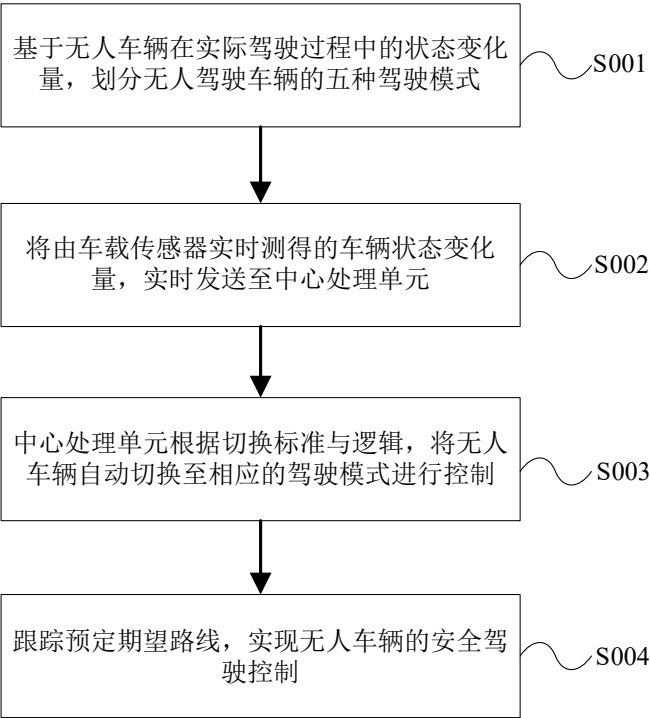 基于无人车辆在实际驾驶过程中的状态变化
量，划分无人驾驶车辆的五种驾驶模式
S001
将由车载传感器实时测得的车辆状态变化
量，实时发送至中心处理单元
S002
中心处理单元根据切换标准与逻辑，将无人
车辆自动切换至相应的驾驶模式进行控制
S003
跟踪预定期望路线，实现无人车辆的安全驾
驶控制
S004